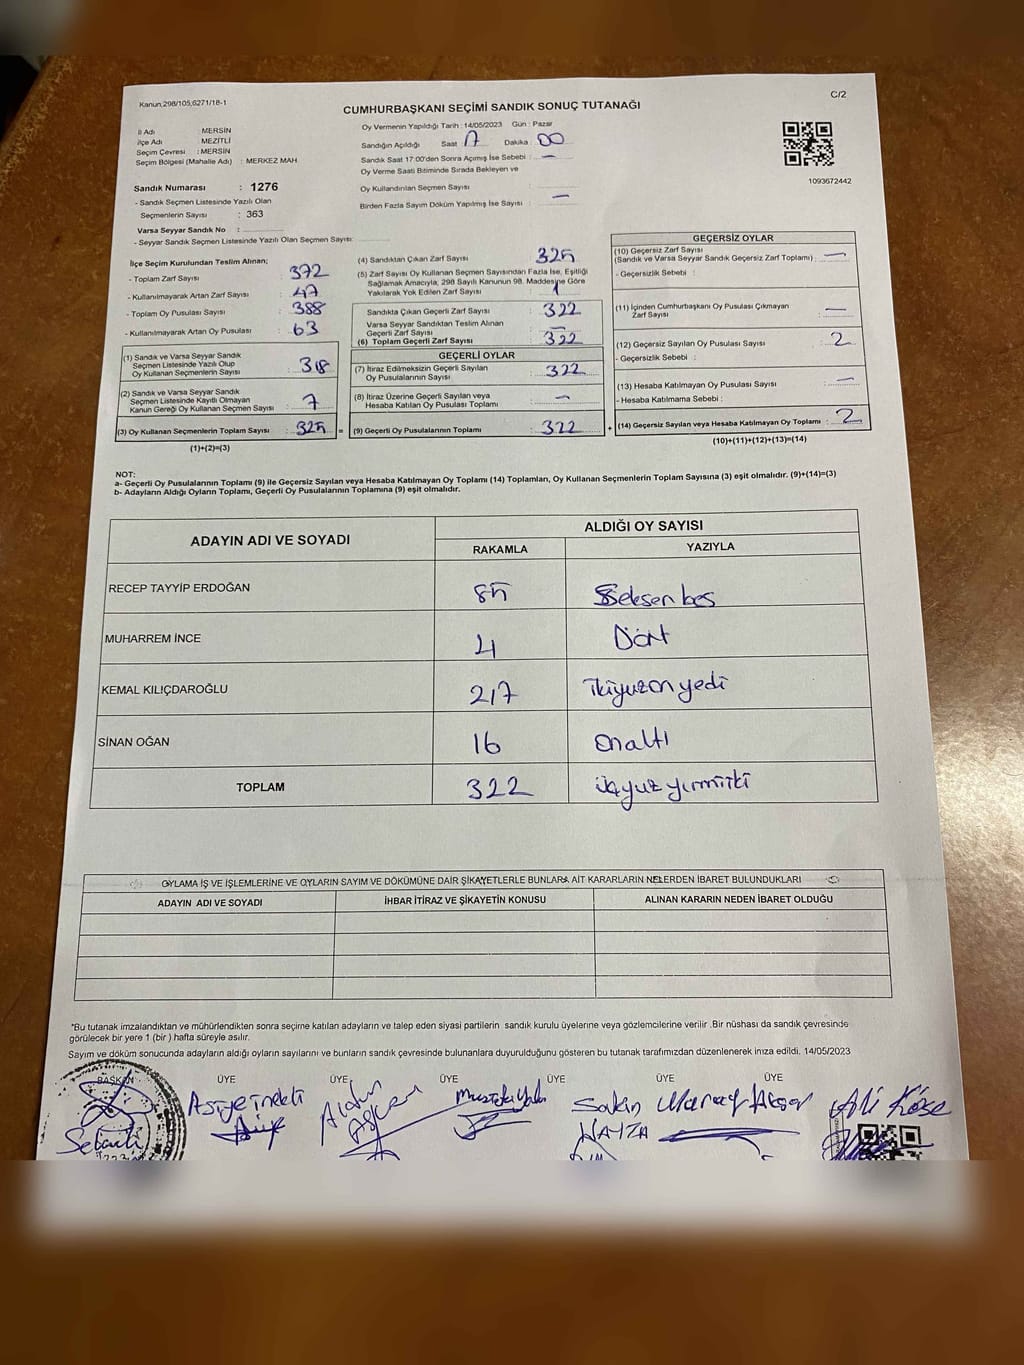 Kanun,298/105,6271/18-1
C/2
CUMHURBAŞKANI SEÇİMİ SANDIK SONUÇ TUTANAĞI
İl Adı : MERSİN
İlçe Adı : MEZİTLİ
Seçim Çevresi : MERSİN
Seçim Bölgesi (Mahalle Adı) : MERKEZ MAH
Sandık Numarası : 1276
- Sandık Seçmen Listesinde Yazılı Olan
Seçmenlerin Sayısı : 363
Varsa Seyyar Sandık No :
- Seyyar Sandık Seçmen Listesinde Yazılı Olan Seçmen Sayısı:
Oy Vermenin Yapıldığı Tarih : 14/05/2023 Gün : Pazar
Sandığın Açıldığı Saat 17 Dakika : 00
Sandık Saat 17:00'den Sonra Açımış İse Sebebi : —
Oy Verme Saati Bitiminde Sırada Bekleyen ve
Oy Kullandırılan Seçmen Sayısı :
Birden Fazla Sayım Döküm Yapılmış İse Sayısı : —
1093672442
İlçe Seçim Kurulundan Teslim Alınan;
- Toplam Zarf Sayısı : 372
- Kullanılmayarak Artan Zarf Sayısı : 47
- Toplam Oy Pusulası Sayısı : 388
- Kullanılmayarak Artan Oy Pusulası : 63
(1) Sandık ve Varsa Seyyar Sandık
Seçmen Listesinde Yazılı Olup
Oy Kullanan Seçmenlerin Sayısı : 318
(2) Sandık ve Varsa Seyyar Sandık
Seçmen Listesinde Kayıtlı Olmayan
Kanun Gereği Oy Kullanan Seçmen Sayısı : 7
(3) Oy Kullanan Seçmenlerin Toplam Sayısı : 325 =
(1)+(2)=(3)
(4) Sandıktan Çıkan Zarf Sayısı : 325
(5) Zarf Sayısı Oy Kullanan Seçmen Sayısından Fazla İse, Eşitliği
Sağlamak Amacıyla, 298 Sayılı Kanunun 98. Maddesine Göre
Yakılarak Yok Edilen Zarf Sayısı : 1
Sandıkta Çıkan Geçerli Zarf Sayısı : 322
Varsa Seyyar Sandıktan Teslim Alınan
Geçerli Zarf Sayısı : —
(6) Toplam Geçerli Zarf Sayısı : 322
GEÇERLİ OYLAR
(7) İtiraz Edilmeksizin Geçerli Sayılan
Oy Pusulalarının Sayısı : 322
(8) İtiraz Üzerine Geçerli Sayılan veya
Hesaba Katılan Oy Pusulası Toplamı : —
(9) Geçerli Oy Pusulalarının Toplamı : 322 +
GEÇERSİZ OYLAR
(10) Geçersiz Zarf Sayısı
(Sandık ve Varsa Seyyar Sandık Geçersiz Zarf Toplamı) : —
- Geçersizlik Sebebi :
(11) İçinden Cumhurbaşkanı Oy Pusulası Çıkmayan
Zarf Sayısı : —
(12) Geçersiz Sayılan Oy Pusulası Sayısı : 2
- Geçersizlik Sebebi :
(13) Hesaba Katılmayan Oy Pusulası Sayısı : —
- Hesaba Katılmama Sebebi :
(14) Geçersiz Sayılan veya Hesaba Katılmayan Oy Toplamı : 2
(10)+(11)+(12)+(13)=(14)
NOT:
a- Geçerli Oy Pusulalarının Toplamı (9) ile Geçersiz Sayılan veya Hesaba Katılmayan Oy Toplamı (14) Toplamları, Oy Kullanan Seçmenlerin Toplam Sayısına (3) eşit olmalıdır. (9)+(14)=(3)
b- Adayların Aldığı Oyların Toplamı, Geçerli Oy Pusulalarının Toplamına (9) eşit olmalıdır.
ADAYIN ADI VE SOYADI ALDIĞI OY SAYISI
RAKAMLA YAZIYLA
RECEP TAYYİP ERDOĞAN 85 Seksen beş
MUHARREM İNCE 4 Dört
KEMAL KILIÇDAROĞLU 217 ikiyüzon yedi
SİNAN OĞAN 16 onaltı
TOPLAM 322 üçyüz yirmiiki
OYLAMA İŞ VE İŞLEMLERİNE VE OYLARIN SAYIM VE DÖKÜMÜNE DAİR ŞİKAYETLERLE BUNLARA AİT KARARLARIN NELERDEN İBARET BULUNDUKLARI
ADAYIN ADI VE SOYADI İHBAR İTİRAZ VE ŞİKAYETİN KONUSU ALINAN KARARIN NEDEN İBARET OLDUĞU
*Bu tutanak imzalandıktan ve mühürlendikten sonra seçime katılan adayların ve talep eden siyasi partilerin sandık kurulu üyelerine veya gözlemcilerine verilir .Bir nüshası da sandık çevresinde
görülecek bir yere 1 (bir ) hafta süreyle asılır.
Sayım ve döküm sonucunda adayların aldığı oyların sayılarını ve bunların sandık çevresinde bulunanlara duyurulduğunu gösteren bu tutanak tarafımızdan düzenlenerek imza edildi. 14/05/2023
BAŞKAN ÜYE ÜYE ÜYE ÜYE ÜYE ÜYE
Ali Köse